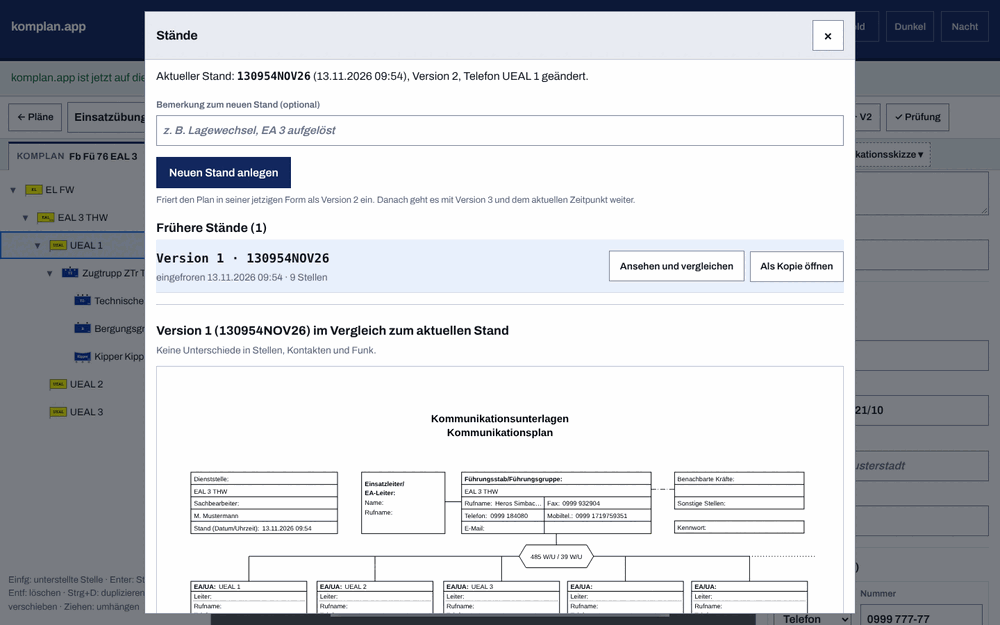 komplan.app
Stände
×
ld
Dunkel
Nacht
komplan.app ist jetzt auf die
Aktueller Stand: 130954NOV26 (13.11.2026 09:54), Version 2, Telefon UEAL 1 geändert.
Bemerkung zum neuen Stand (optional)
z. B. Lagewechsel, EA 3 aufgelöst
← Pläne
Einsatzübung
V2
✓ Prüfung
KOMPLAN Fb Fü 76 EAL 3
kationsskizze ▾
Neuen Stand anlegen
Friert den Plan in seiner jetzigen Form als Version 2 ein. Danach geht es mit Version 3 und dem aktuellen Zeitpunkt weiter.
EL FW
EAL 3 THW
UEAL 1
Zugtrupp ZTr T
Technische
Bergungsgr
Kipper Kipp
UEAL 2
UEAL 3
Frühere Stände (1)
Version 1 · 130954NOV26
eingefroren 13.11.2026 09:54 · 9 Stellen
Ansehen und vergleichen
Als Kopie öffnen
Version 1 (130954NOV26) im Vergleich zum aktuellen Stand
Keine Unterschiede in Stellen, Kontakten und Funk.
Kommunikationsunterlagen
Kommunikationsplan
Dienststelle:
EAL 3 THW
Sachbearbeiter:
M. Mustermann
Stand (Datum/Uhrzeit): 13.11.2026 09:54
Einsatzleiter/
EA-Leiter:
Name:
Rufname:
Führungsstab/Führungsgruppe:
EAL 3 THW
Rufname: Heros Simbac... Fax: 0999 932904
Telefon: 0999 184080 Mobiltel.: 0999 1719759351
E-Mail:
Benachbarte Kräfte:
Sonstige Stellen:
Kennwort:
485 W/U / 39 W/U
EA/UA: UEAL 1
Leiter:
Rufname:
EA/UA: UEAL 2
Leiter:
Rufname:
EA/UA: UEAL 3
Leiter:
Rufname:
EA/UA:
Leiter:
Rufname:
EA/UA:
Leiter:
Rufname:
21/10
usterstadt
)
Nummer
Telefon
0999 777-77
Einfg: unterstellte Stelle · Enter: St
Entf: löschen · Strg+D: duplizieren
verschieben · Ziehen: umhängen